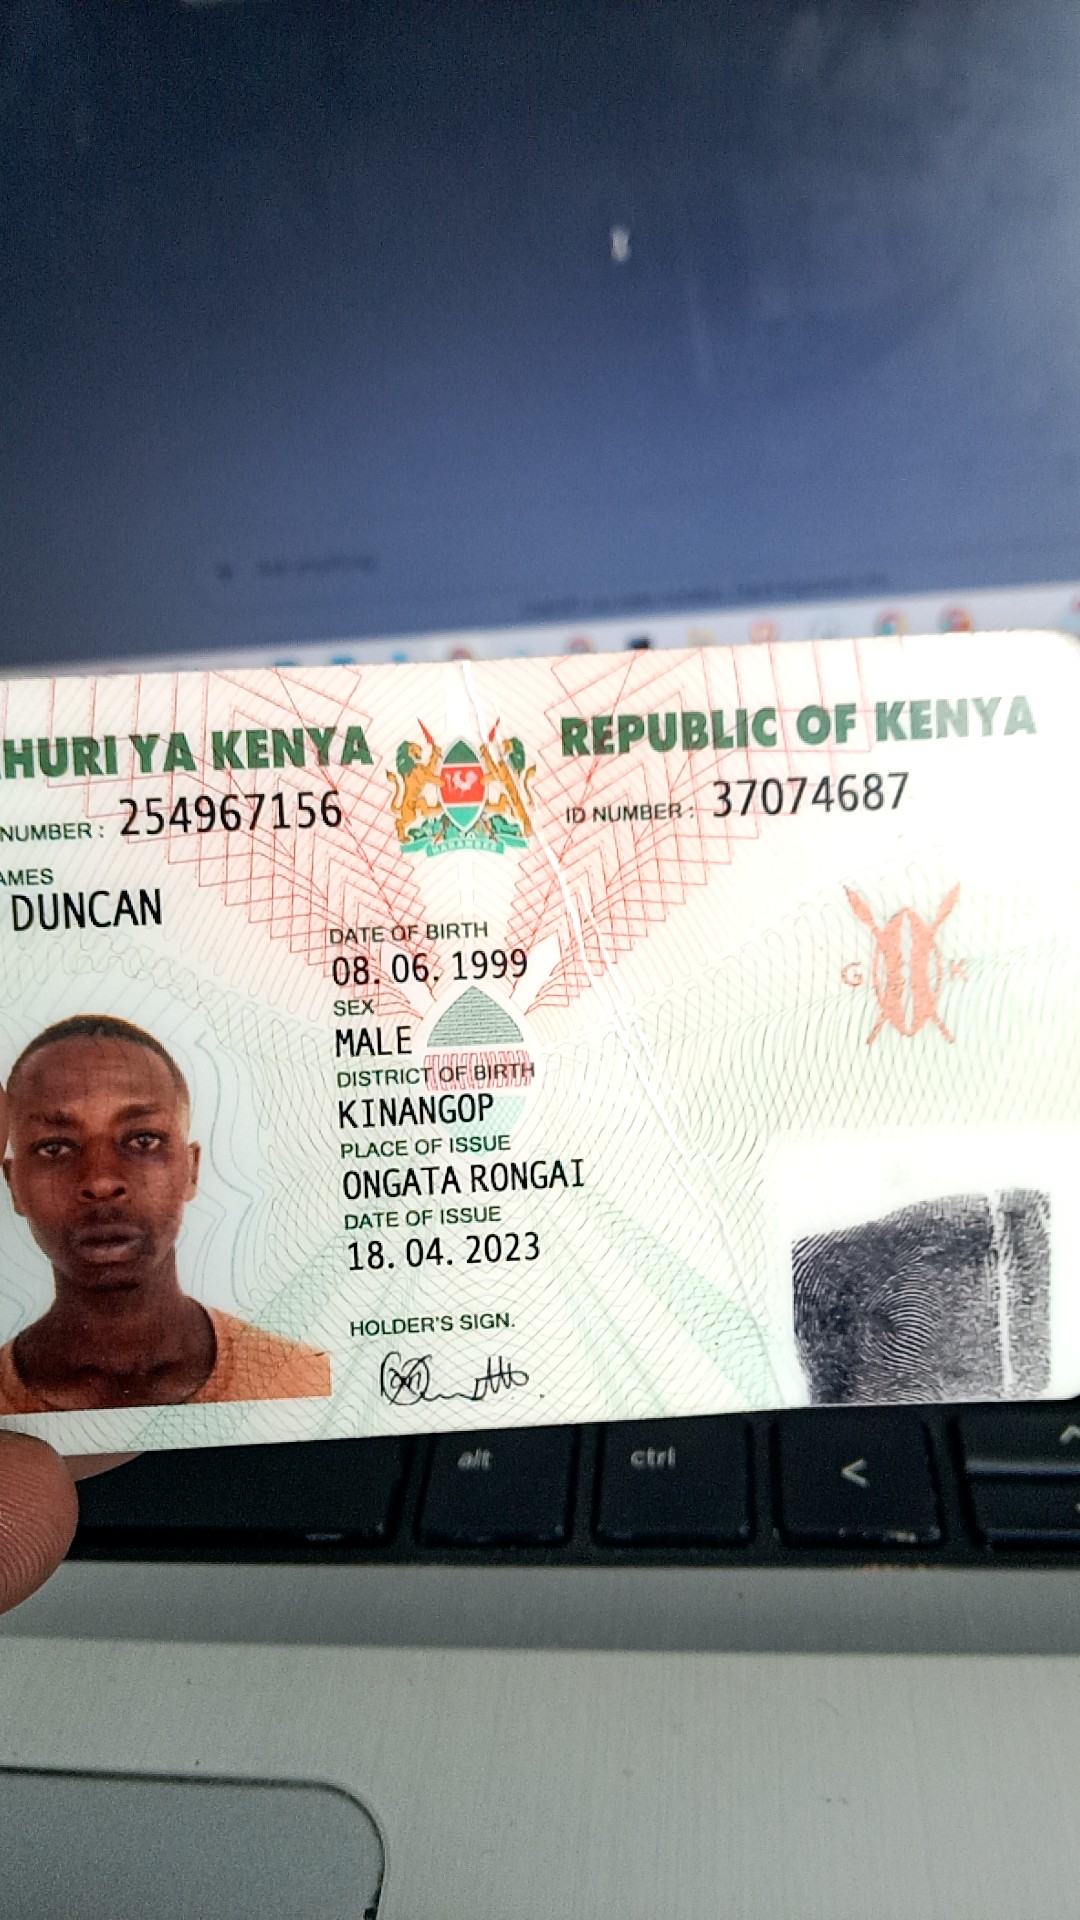 HURI YA KENYA
REPUBLIC OF KENYA
NUMBER: 254967156
ID NUMBER: 37074687
AMES
DUNCAN
DATE OF BIRTH
08. 06. 1999
SEX
MALE
DISTRICT OF BIRTH
KINANGOP
PLACE OF ISSUE
ONGATA RONGAI
DATE OF ISSUE
18. 04. 2023
HOLDER'S SIGN.
G K
HARAMBEE
alt
ctrl
<